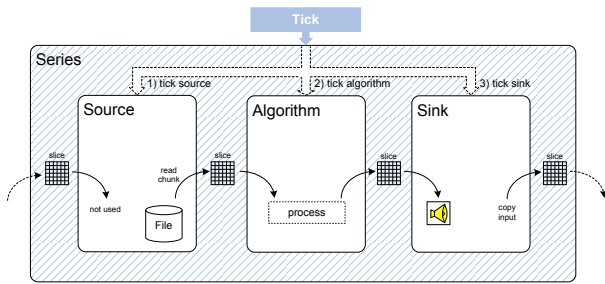 Tick
Series
1) tick source
2) tick algorithm
3) tick sink
Source
Algorithm
Sink
slice
read
chunk
slice
slice
slice
not used
File
process
copy
input